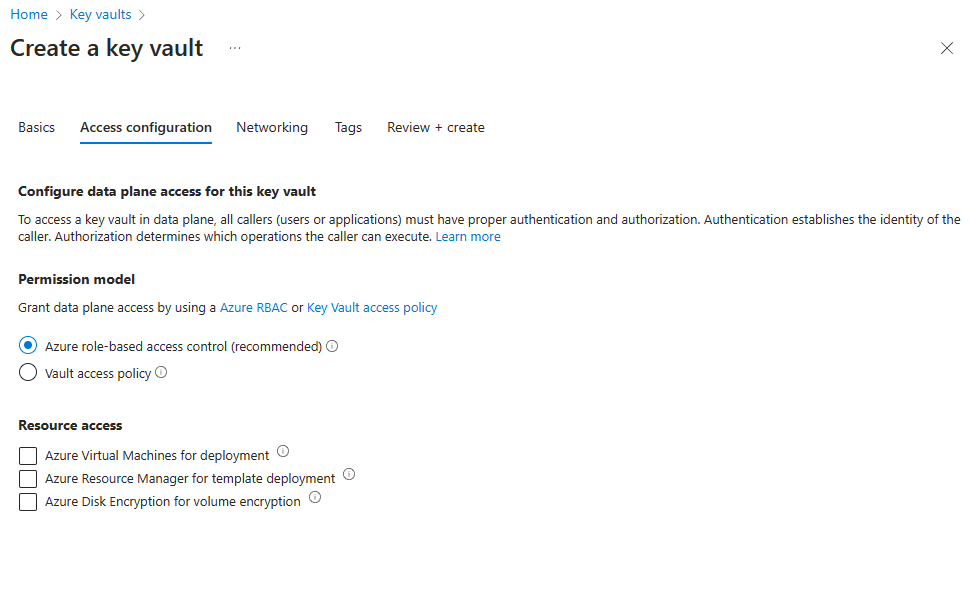 Home > Key vaults >
Create a key vault ...
Basics Access configuration Networking Tags Review + create
Configure data plane access for this key vault
To access a key vault in data plane, all callers (users or applications) must have proper authentication and authorization. Authentication establishes the identity of the
caller. Authorization determines which operations the caller can execute. Learn more
Permission model
Grant data plane access by using a Azure RBAC or Key Vault access policy
Azure role-based access control (recommended)
Vault access policy
Resource access
Azure Virtual Machines for deployment
Azure Resource Manager for template deployment
Azure Disk Encryption for volume encryption